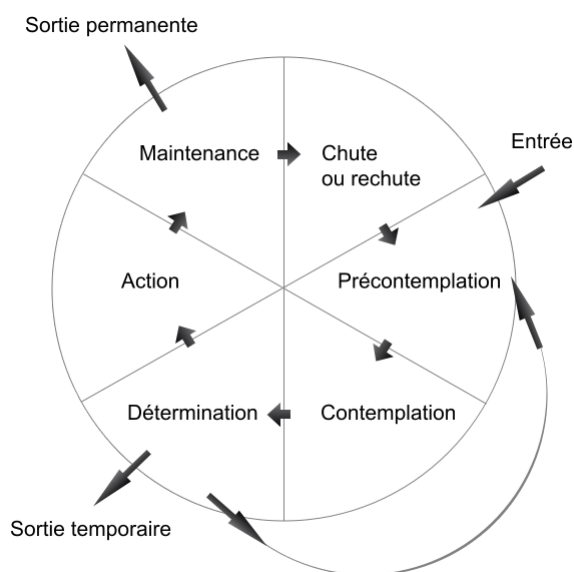 Sortie permanente
Entrée
Maintenance
Chute
ou rechute
Action
Précontemplation
Détermination
Contemplation
Sortie temporaire